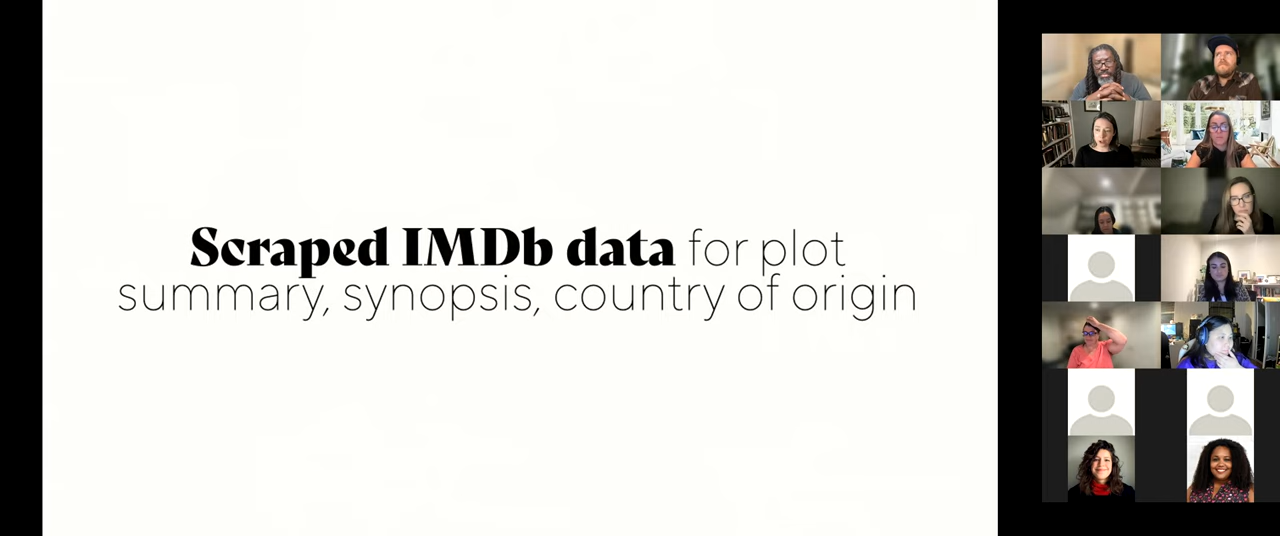 Scraped IMDb data for plot
summary, synopsis, country of origin